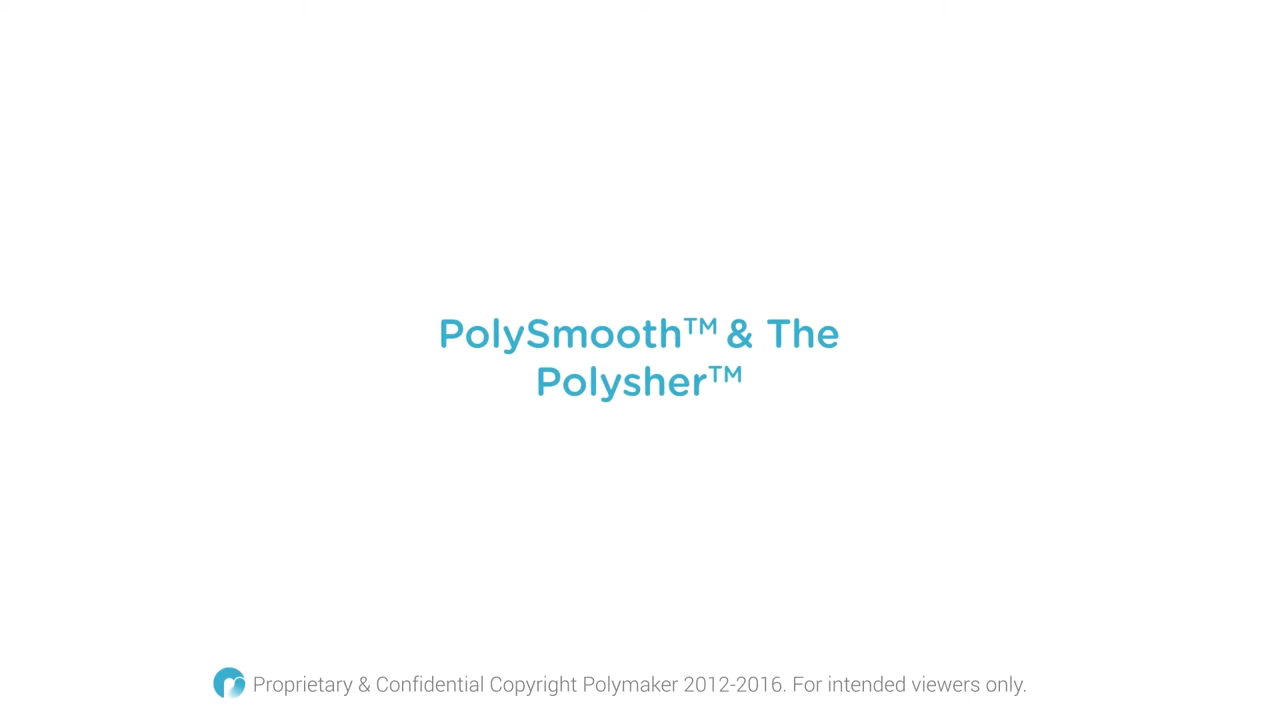 PolySmooth™ & The
Polysher™
Proprietary & Confidential Copyright Polymaker 2012-2016. For intended viewers only.